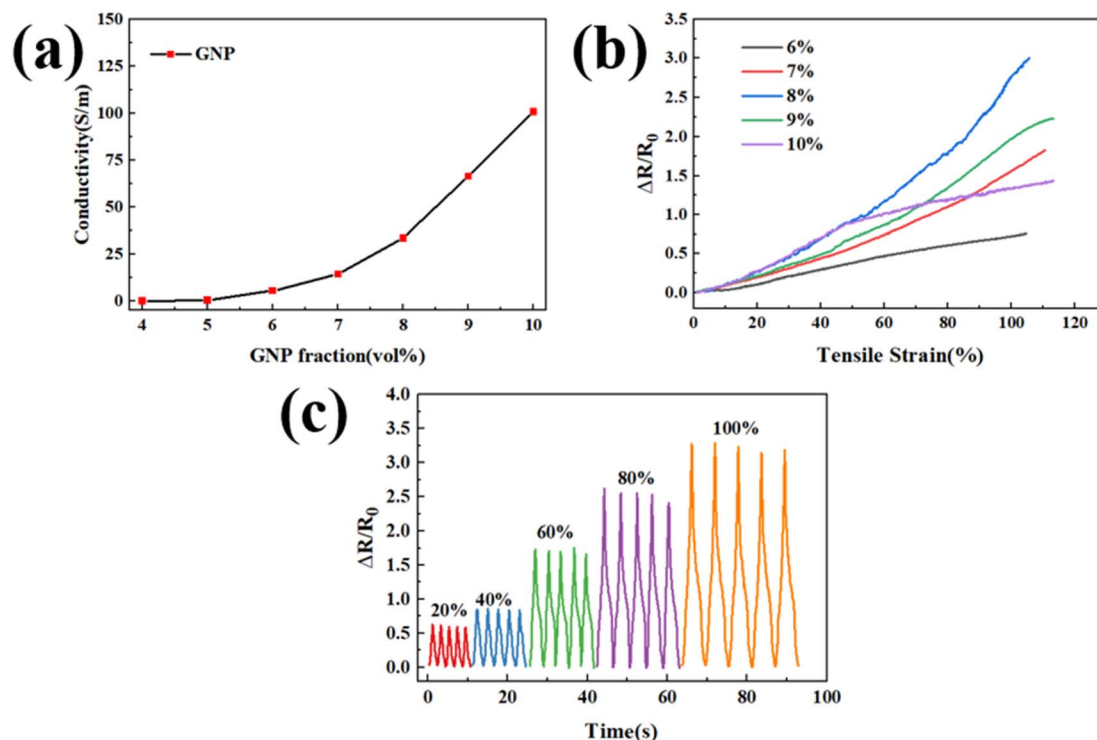 (a)
150
125
100
75
50
25
0
Conductivity(S/m)
GNP
4 5 6 7 8 9 10
GNP fraction(vol%)
(b)
3.5
3.0
2.5
2.0
1.5
1.0
0.5
0.0
ΔR/R0
6%
7%
8%
9%
10%
0 20 40 60 80 100 120
Tensile Strain(%)
(c)
4.0
3.5
3.0
2.5
2.0
1.5
1.0
0.5
0.0
ΔR/R0
20%
40%
60%
80%
100%
0 20 40 60 80 100
Time(s)